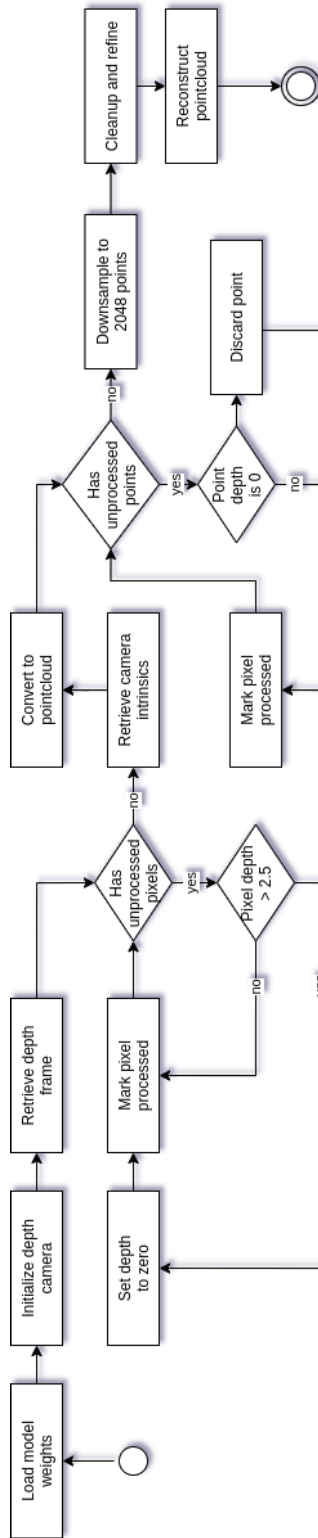 Load model
weights
Initialize depth
camera
Retrieve depth
frame
Set depth
to zero
Mark pixel
processed
Has
unprocessed
pixels
yes
no
Pixel depth
> 2.5
no
Retrieve camera
intrinsics
Convert to
pointcloud
Has
unprocessed
points
yes
no
Point
depth
is 0
no
Discard point
Mark pixel
processed
Downsample to
2048 points
Cleanup and refine
Reconstruct
pointcloud